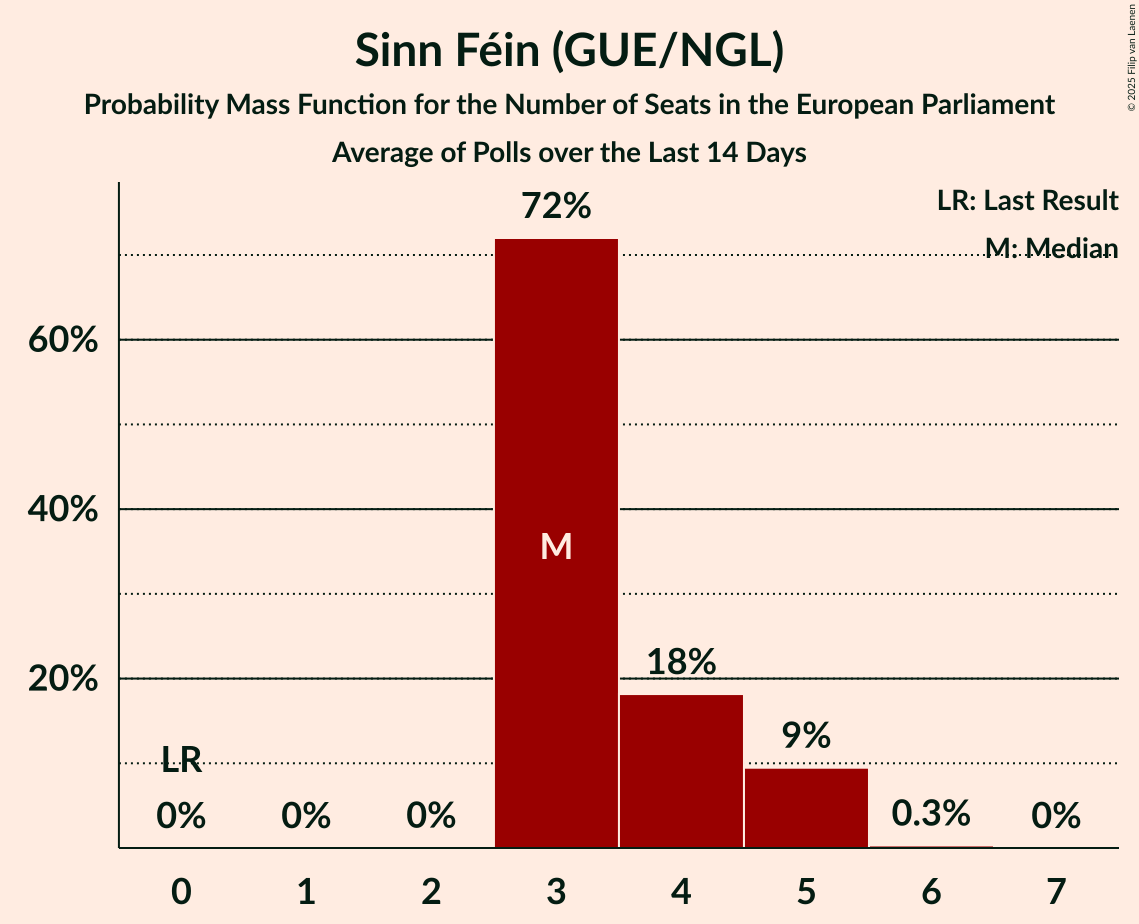 Sinn Féin (GUE/NGL)
Probability Mass Function for the Number of Seats in the European Parliament
Average of Polls over the Last 14 Days
© 2025 Filip van Laenen
LR: Last Result
M: Median
72%
60%
40%
M
20%
18%
9%
LR
0%
0%
0%
0.3%
0%
0 1 2 3 4 5 6 7